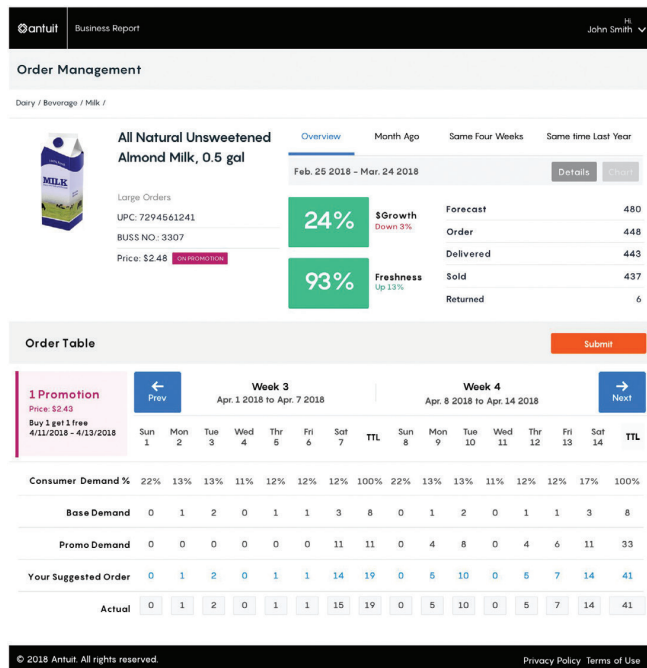 antuit Business Report
Hi,
John Smith
Order Management
Dairy / Beverage / Milk /
MILK
All Natural Unsweetened
Almond Milk, 0.5 gal
Large Orders
UPC: 7294561241
BUSS NO.: 3307
Price: $2.48 ON PROMOTION
Overview Month Ago Same Four Weeks Same time Last Year
Feb. 25 2018 - Mar. 24 2018 Details Chart
24% $Growth
Down 3%
93% Freshness
Up 13%
Forecast 480
Order 448
Delivered 443
Sold 437
Returned 6
Order Table Submit
1 Promotion
Price: $2.43
Buy 1 get 1 free
4/11/2018 - 4/13/2018
Prev
Week 3
Apr. 1 2018 to Apr. 7 2018
Week 4
Apr. 8 2018 to Apr. 14 2018
Next
Sun Mon Tue Wed Thr Fri Sat TTL Sun Mon Tue Wed Thr Fri Sat TTL
1 2 3 4 5 6 7 8 9 10 11 12 13 14
Consumer Demand % 22% 13% 13% 11% 12% 12% 12% 100% 22% 13% 13% 11% 12% 12% 17% 100%
Base Demand 0 1 2 0 1 1 3 8 0 1 2 0 1 1 3 8
Promo Demand 0 0 0 0 0 0 11 11 0 4 8 0 4 6 11 33
Your Suggested Order 0 1 2 0 1 1 14 19 0 5 10 0 5 7 14 41
Actual 0 1 2 0 1 1 15 19 0 5 10 0 5 7 14 41
© 2018 Antuit. All rights reserved.
Privacy Policy Terms of Use